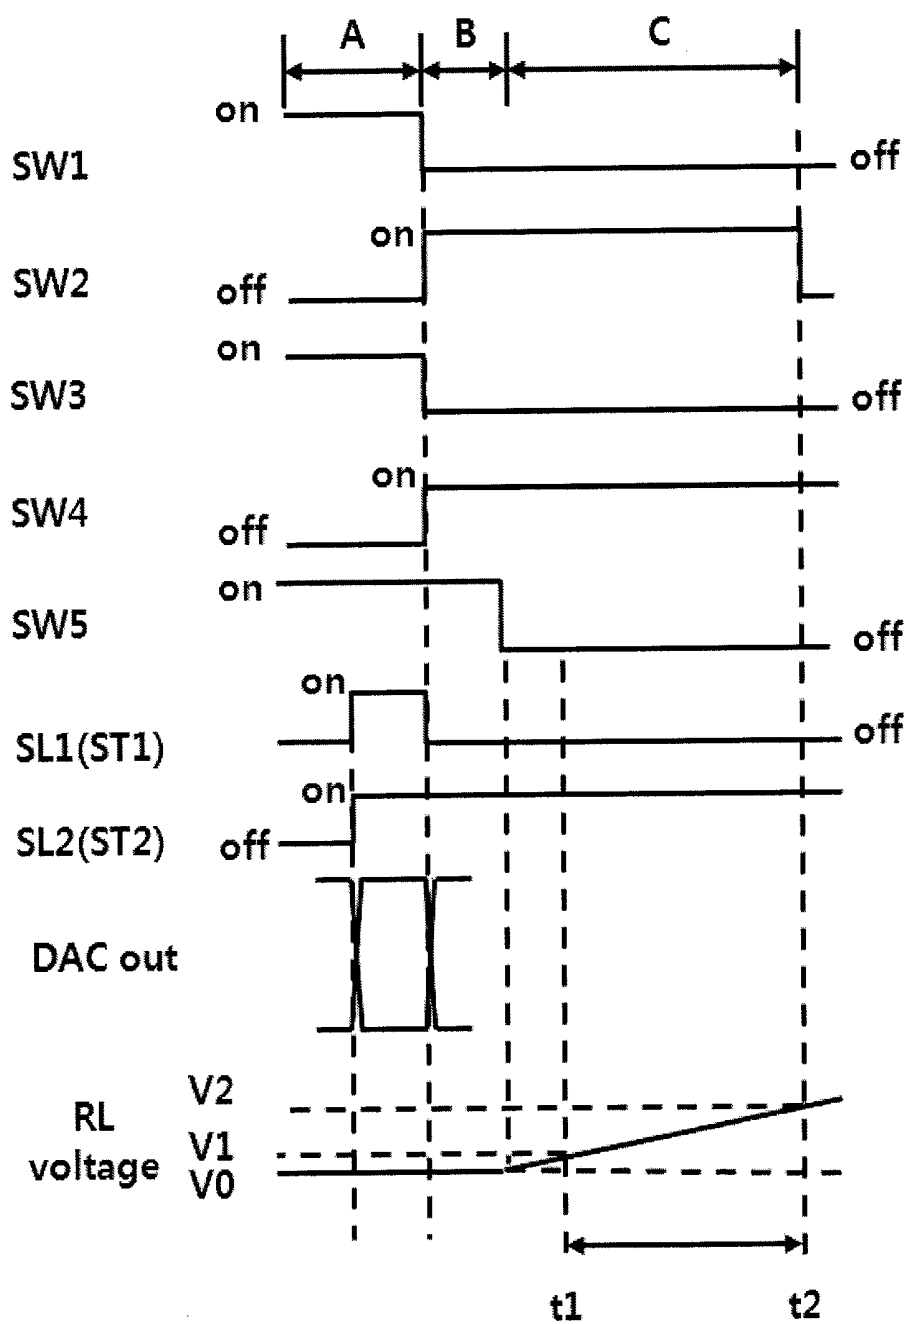 A B C
on
SW1 off
on
SW2 off
on
SW3 off
on
SW4 off
on
SW5 off
on
SL1(ST1) off
on
SL2(ST2) off
DAC out
V2
RL V1
voltage V0
t1 t2